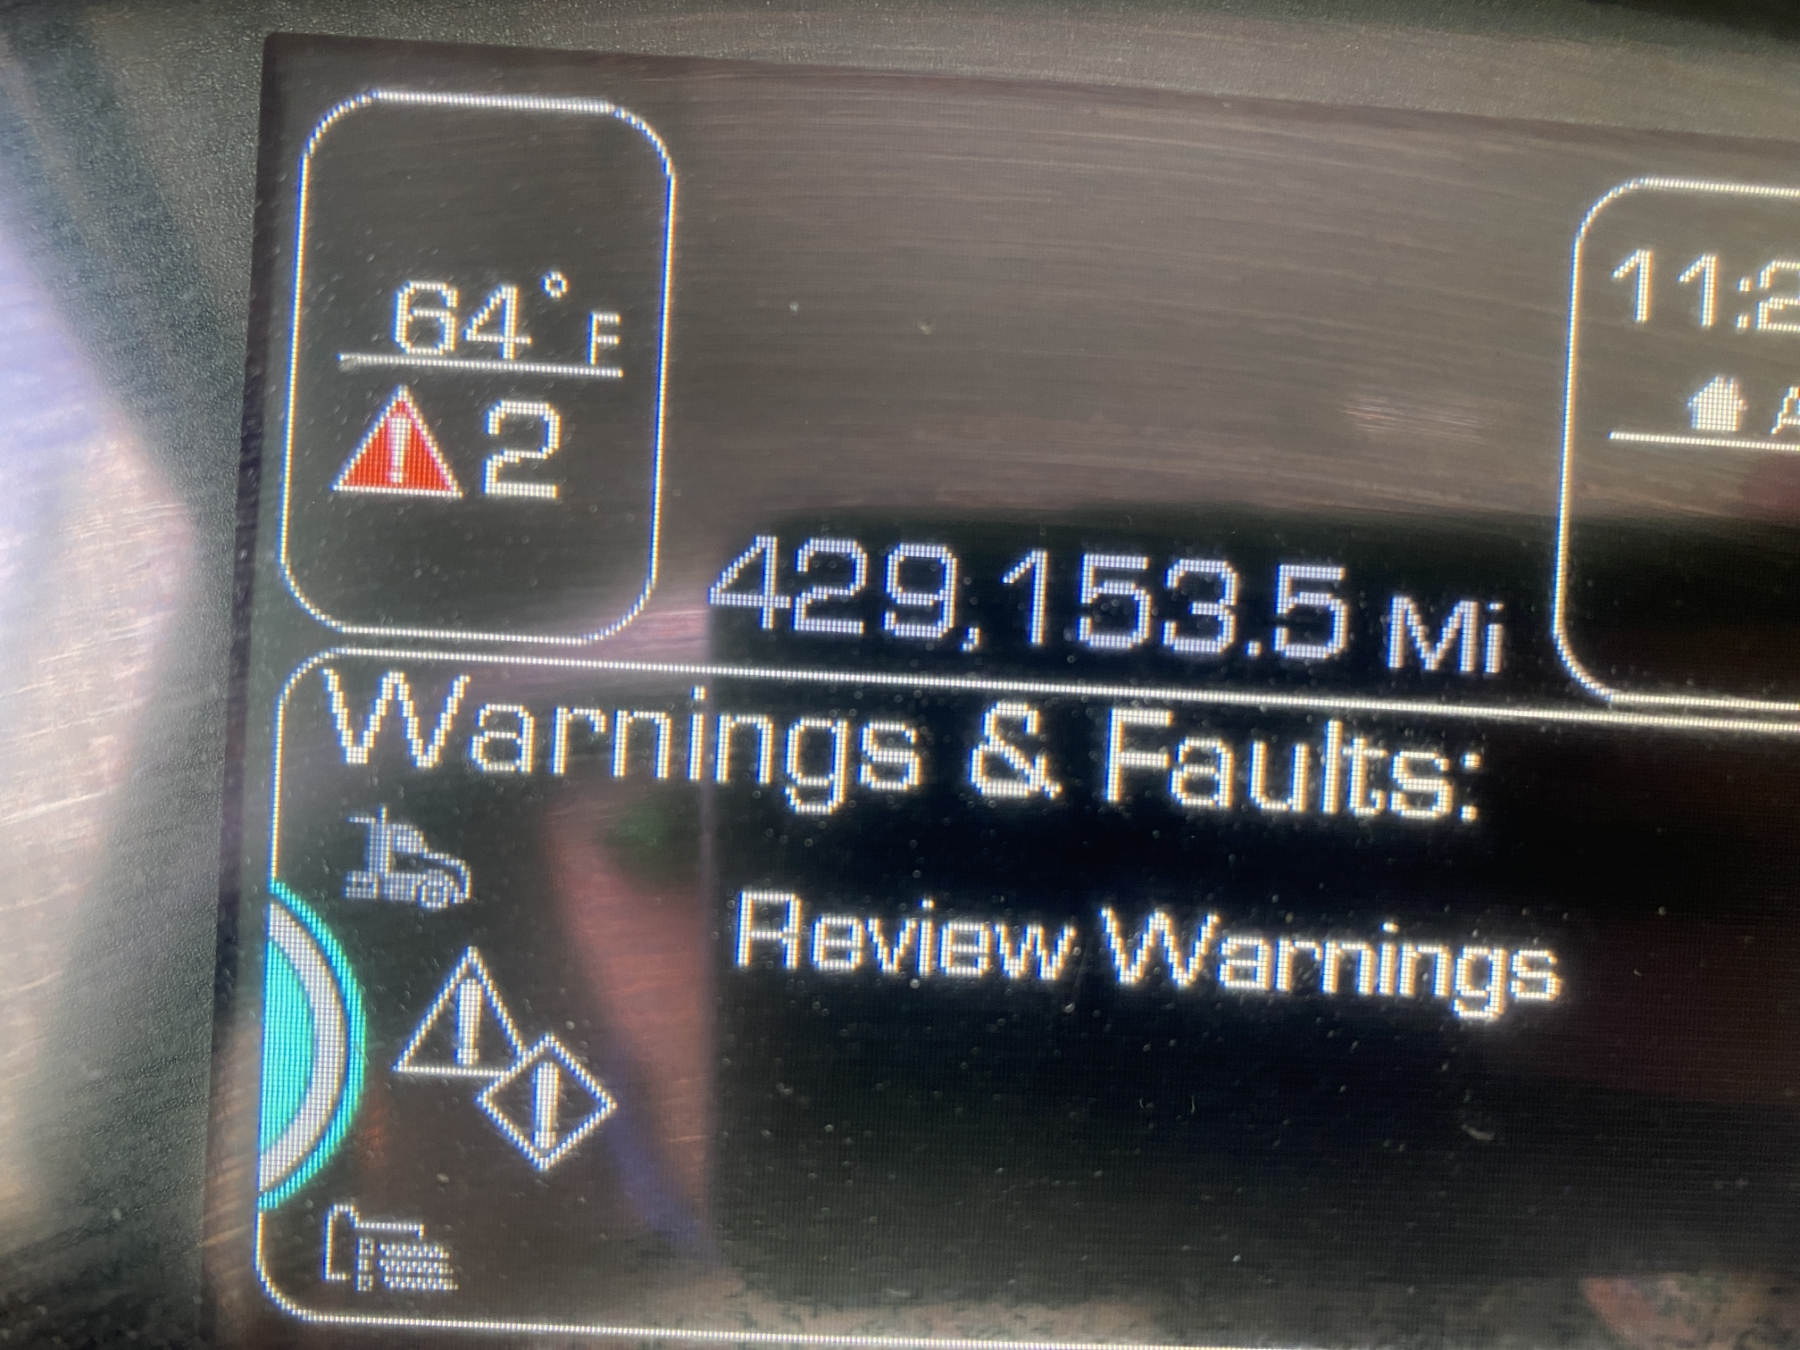 64° F
2
429,153.5 Mi
Warnings & Faults:
Review Warnings